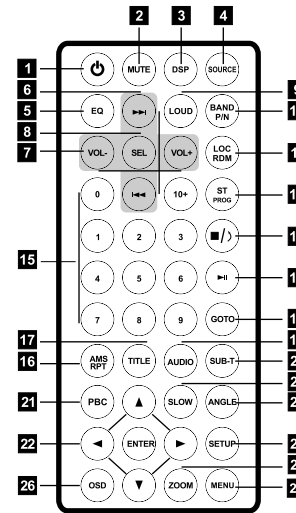 2 3 4
1 MUTE DSP SOURCE
6
5 EQ LOUD BAND P/N
8
7 VOL- SEL VOL+ LOC RDM
0 10+ ST PROG
1 2 3
15
4 5 6
7 8 9 GOTO
17
16 AMS RPT TITLE AUDIO SUB-T
21 PBC SLOW ANGLE
22 ENTER SETUP
26 OSD ZOOM MENU